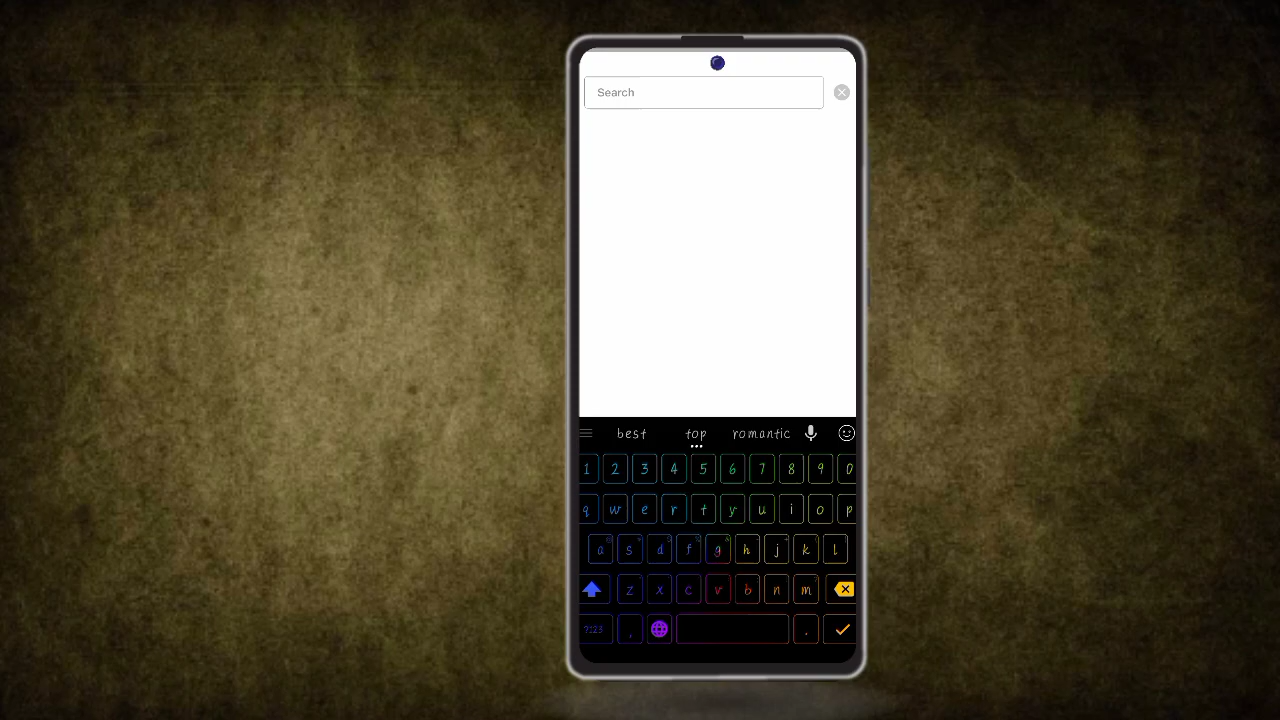 Search
best top romantic
1 2 3 4 5 6 7 8 9 0
q w e r t y u i o p
a s d f g h j k l
z x c v b n m
?123 , .